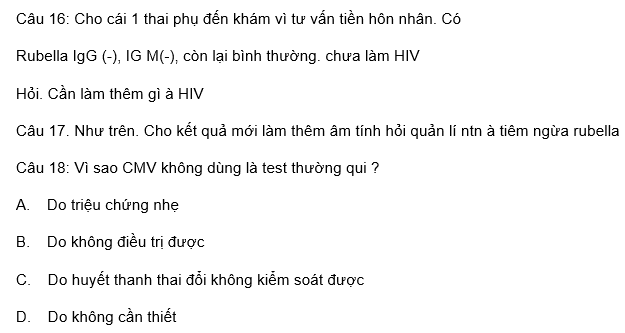 Câu 16: Cho cái 1 thai phụ đến khám vì tư vấn tiền hôn nhân. Có
Rubella IgG (-), IG M(-), còn lại bình thường. chưa làm HIV
Hỏi. Cần làm thêm gì à HIV
Câu 17. Như trên. Cho kết quả mới làm thêm âm tính hỏi quản lí ntn à tiêm ngừa rubella
Câu 18: Vì sao CMV không dùng là test thường qui ?
A. Do triệu chứng nhẹ
B. Do không điều trị được
C. Do huyết thanh thai đổi không kiểm soát được
D. Do không cần thiết